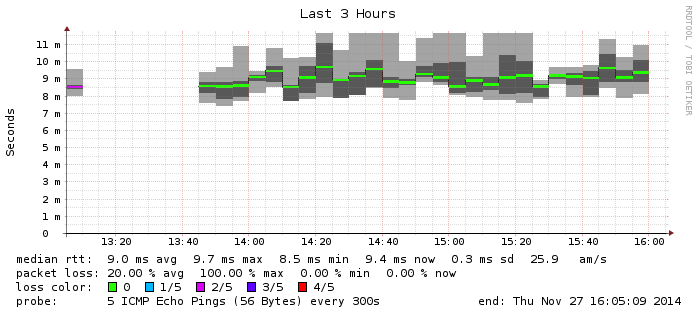 Last 3 Hours
RRDTOOL / TOBI OETIKER
Seconds
11 m
10 m
9 m
8 m
7 m
6 m
5 m
4 m
3 m
2 m
1 m
0
13:20 13:40 14:00 14:20 14:40 15:00 15:20 15:40 16:00
median rtt: 9.0 ms avg 9.7 ms max 8.5 ms min 9.4 ms now 0.3 ms sd 25.9 am/s
packet loss: 20.00 % avg 100.00 % max 0.00 % min 0.00 % now
loss color: 0 1/5 2/5 3/5 4/5
probe: 5 ICMP Echo Pings (56 Bytes) every 300s end: Thu Nov 27 16:05:09 2014